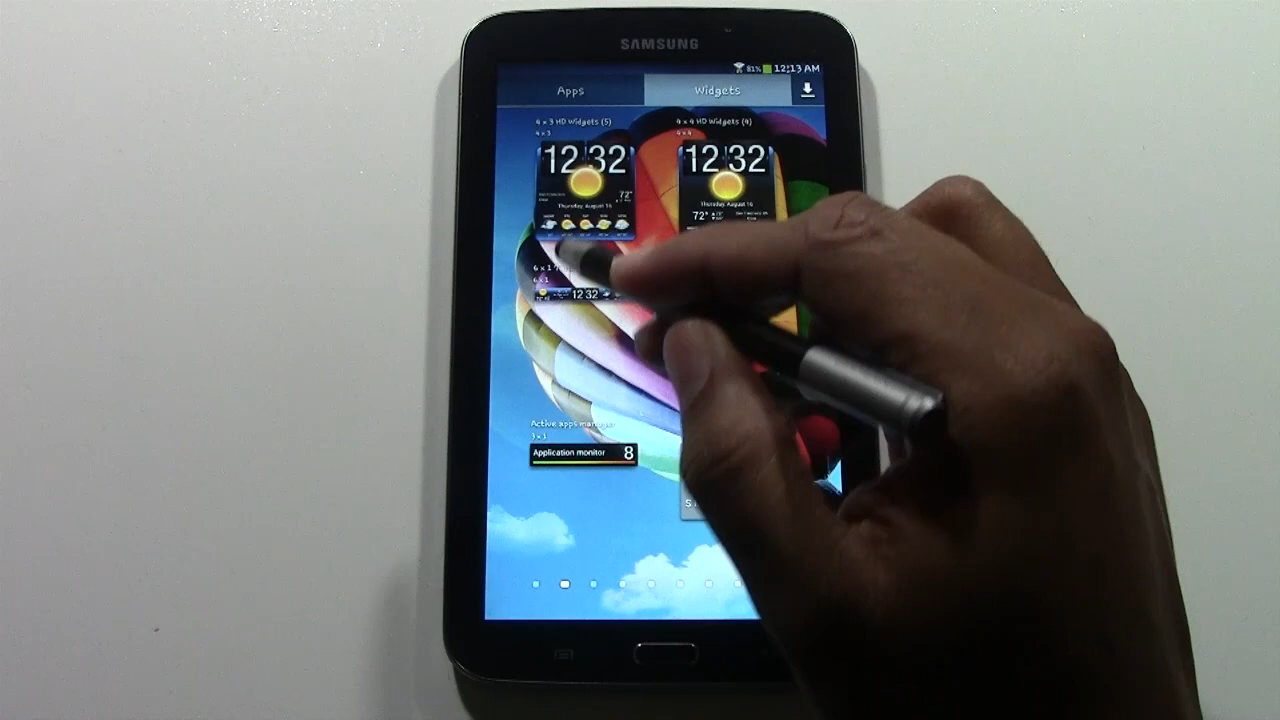 SAMSUNG
81% 12:13 AM
Apps Widgets
4 x 3 HD Widgets (5) 4 x 4 HD Widgets (4)
4 x 3 4 x 4
12 32 12 32
72°
Thursday August 16 Thursday August 16
72°
6 x 1
6 x 1
12 32
Active apps manager
3 x 3
Application monitor 8